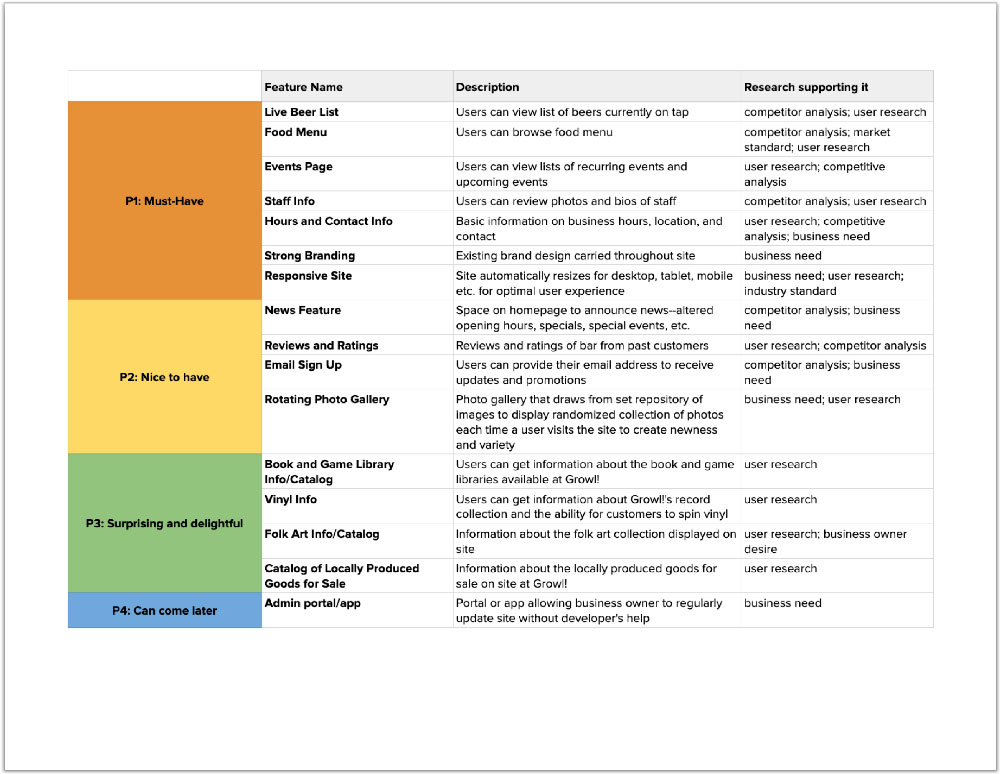 Feature Name Description Research supporting it
P1: Must-Have
Live Beer List Users can view list of beers currently on tap competitor analysis; user research
Food Menu Users can browse food menu competitor analysis; market
standard; user research
Events Page Users can view lists of recurring events and user research; competitive
upcoming events analysis
Staff Info Users can review photos and bios of staff competitor analysis; user research
Hours and Contact Info Basic information on business hours, location, and user research; competitive
contact analysis; business need
Strong Branding Existing brand design carried throughout site business need
Responsive Site Site automatically resizes for desktop, tablet, mobile business need; user research;
etc. for optimal user experience industry standard
P2: Nice to have
News Feature Space on homepage to announce news--altered competitor analysis; business
opening hours, specials, special events, etc. need
Reviews and Ratings Reviews and ratings of bar from past customers user research; competitor analysis
Email Sign Up Users can provide their email address to receive competitor analysis; business
updates and promotions need
Rotating Photo Gallery Photo gallery that draws from set repository of business need; user research
images to display randomized collection of photos
each time a user visits the site to create newness
and variety
P3: Surprising and delightful
Book and Game Library Users can get information about the book and game user research
Info/Catalog libraries available at Growl!
Vinyl Info Users can get information about Growl!'s record user research
collection and the ability for customers to spin vinyl
Folk Art Info/Catalog Information about the folk art collection displayed on user research; business owner
site desire
Catalog of Locally Produced Information about the locally produced goods for user research
Goods for Sale sale on site at Growl!
P4: Can come later
Admin portal/app Portal or app allowing business owner to regularly business need
update site without developer's help